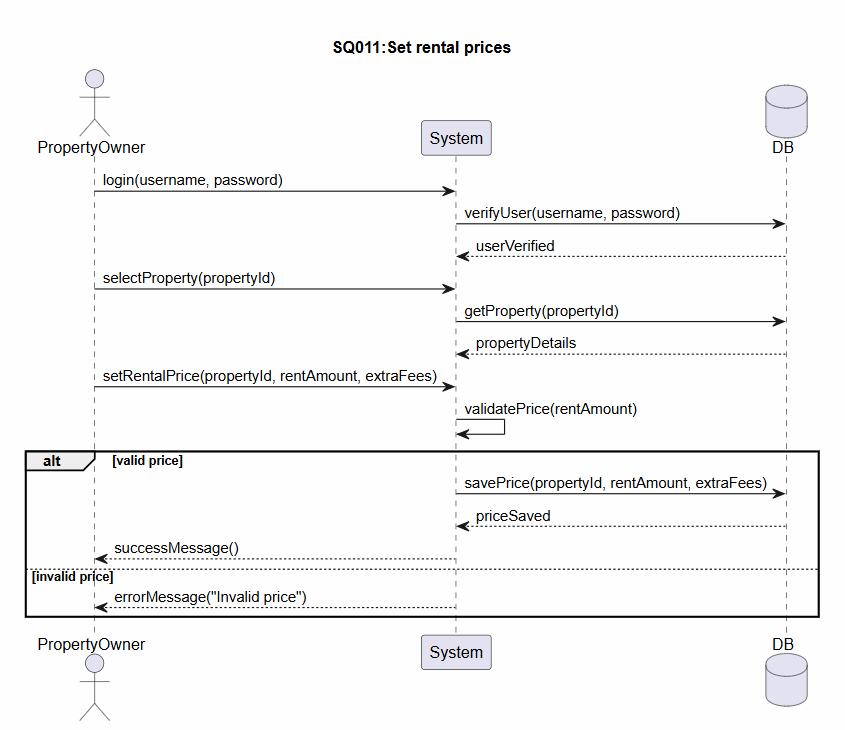 SQ011:Set rental prices
PropertyOwner
System
DB
login(username, password)
verifyUser(username, password)
userVerified
selectProperty(propertyId)
getProperty(propertyId)
propertyDetails
setRentalPrice(propertyId, rentAmount, extraFees)
validatePrice(rentAmount)
alt
[valid price]
savePrice(propertyId, rentAmount, extraFees)
priceSaved
successMessage()
[invalid price]
errorMessage("Invalid price")
PropertyOwner
System
DB